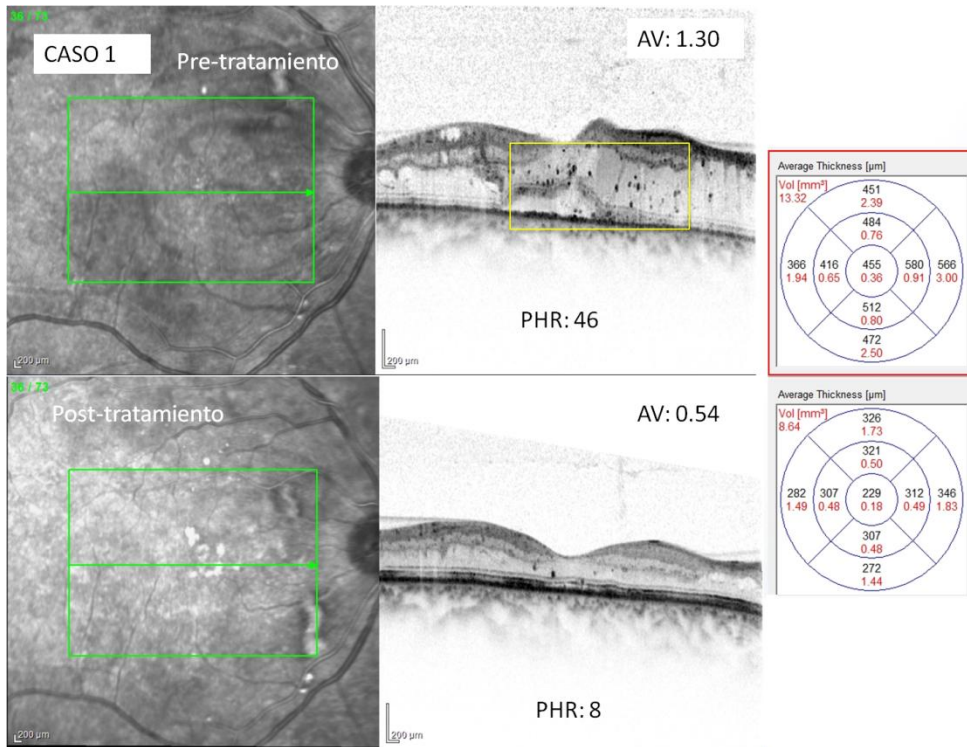 36 / 73
CASO 1
Pre-tratamiento
AV: 1.30
PHR: 46
200 µm
200 µm
Average Thickness [µm]
Vol [mm³]
13.32
451
2.39
484
0.76
366
1.94
416
0.65
455
0.36
580
0.91
566
3.00
512
0.80
472
2.50
36 / 73
Post-tratamiento
AV: 0.54
PHR: 8
200 µm
200 µm
Average Thickness [µm]
Vol [mm³]
8.64
326
1.73
321
0.50
282
1.49
307
0.48
229
0.18
312
0.49
346
1.83
307
0.48
272
1.44